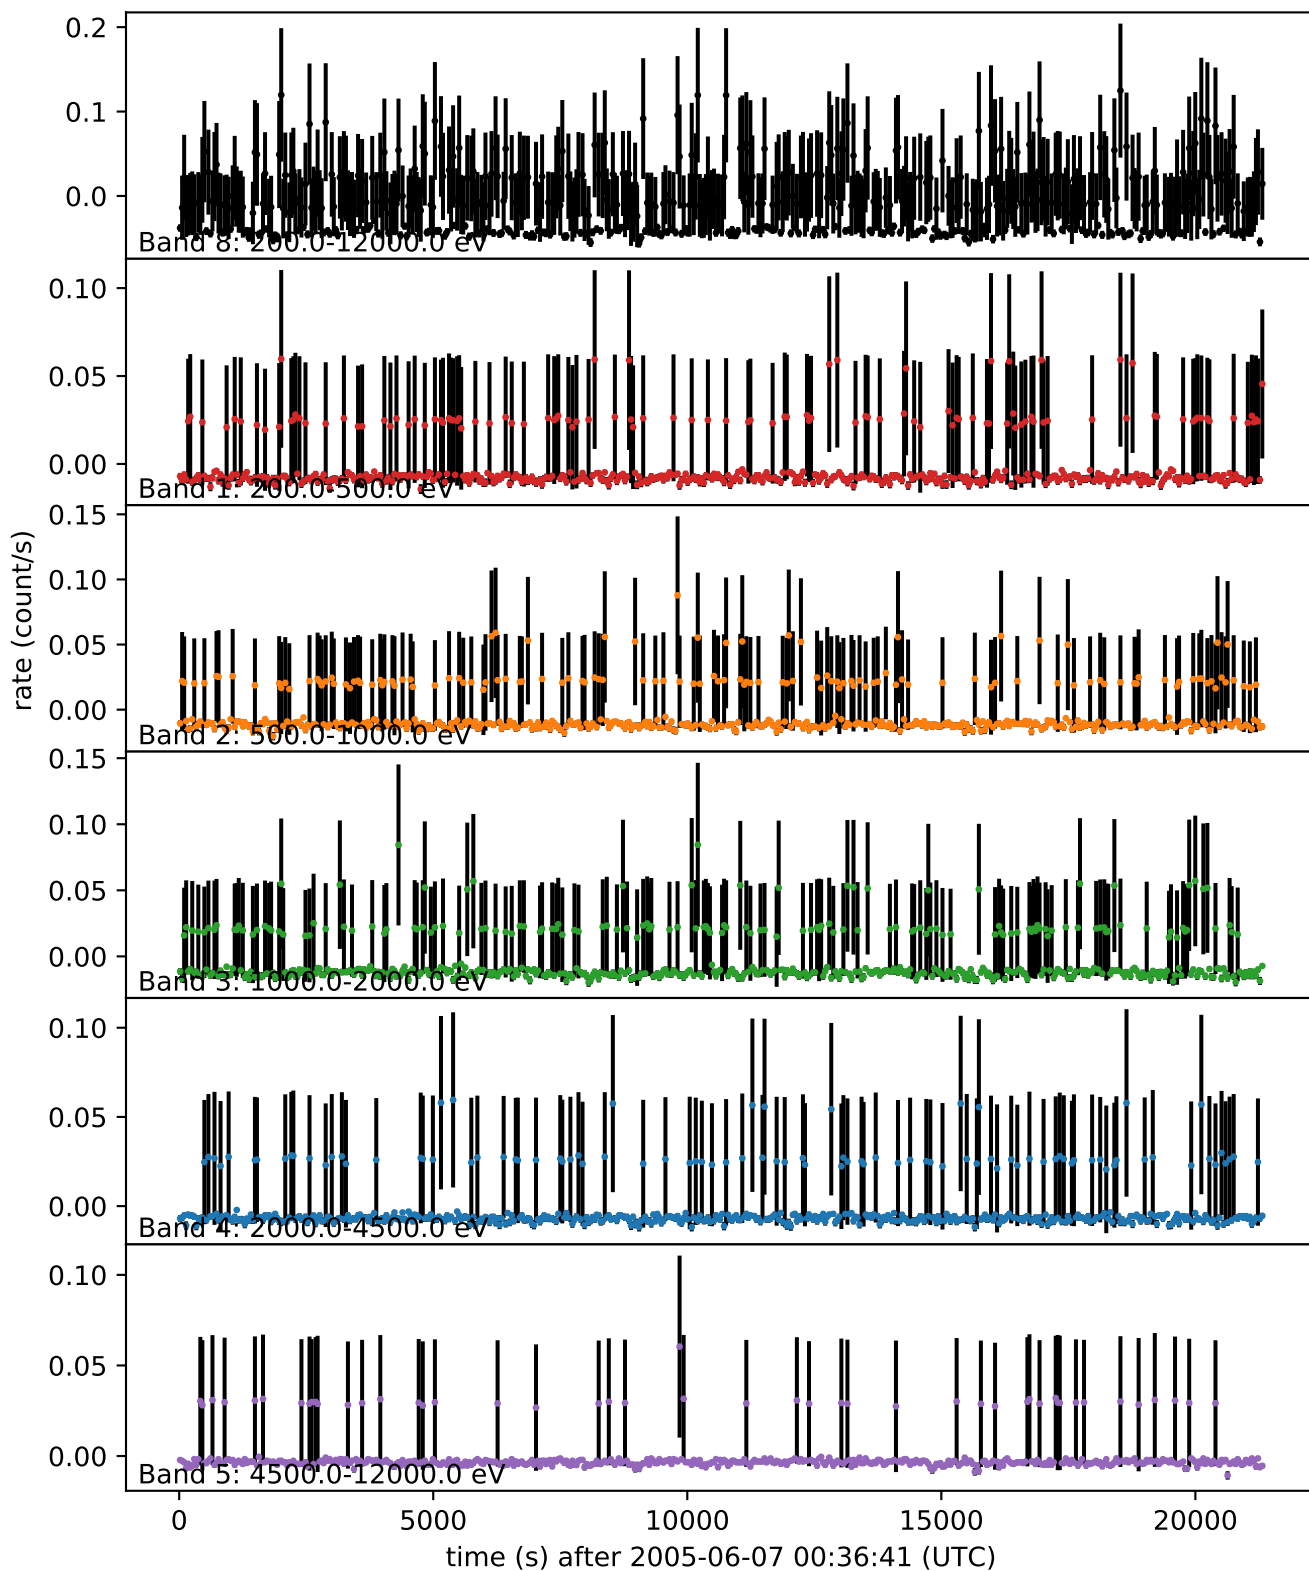 0.2
0.1
0.0
Band 8: 200.0-12000.0 eV
0.10
0.05
0.00
Band 1: 200.0-500.0 eV
0.15
0.10
0.05
0.00
Band 2: 500.0-1000.0 eV
rate (count/s)
0.15
0.10
0.05
0.00
Band 3: 1000.0-2000.0 eV
0.10
0.05
0.00
Band 4: 2000.0-4500.0 eV
0.10
0.05
0.00
Band 5: 4500.0-12000.0 eV
0 5000 10000 15000 20000
time (s) after 2005-06-07 00:36:41 (UTC)